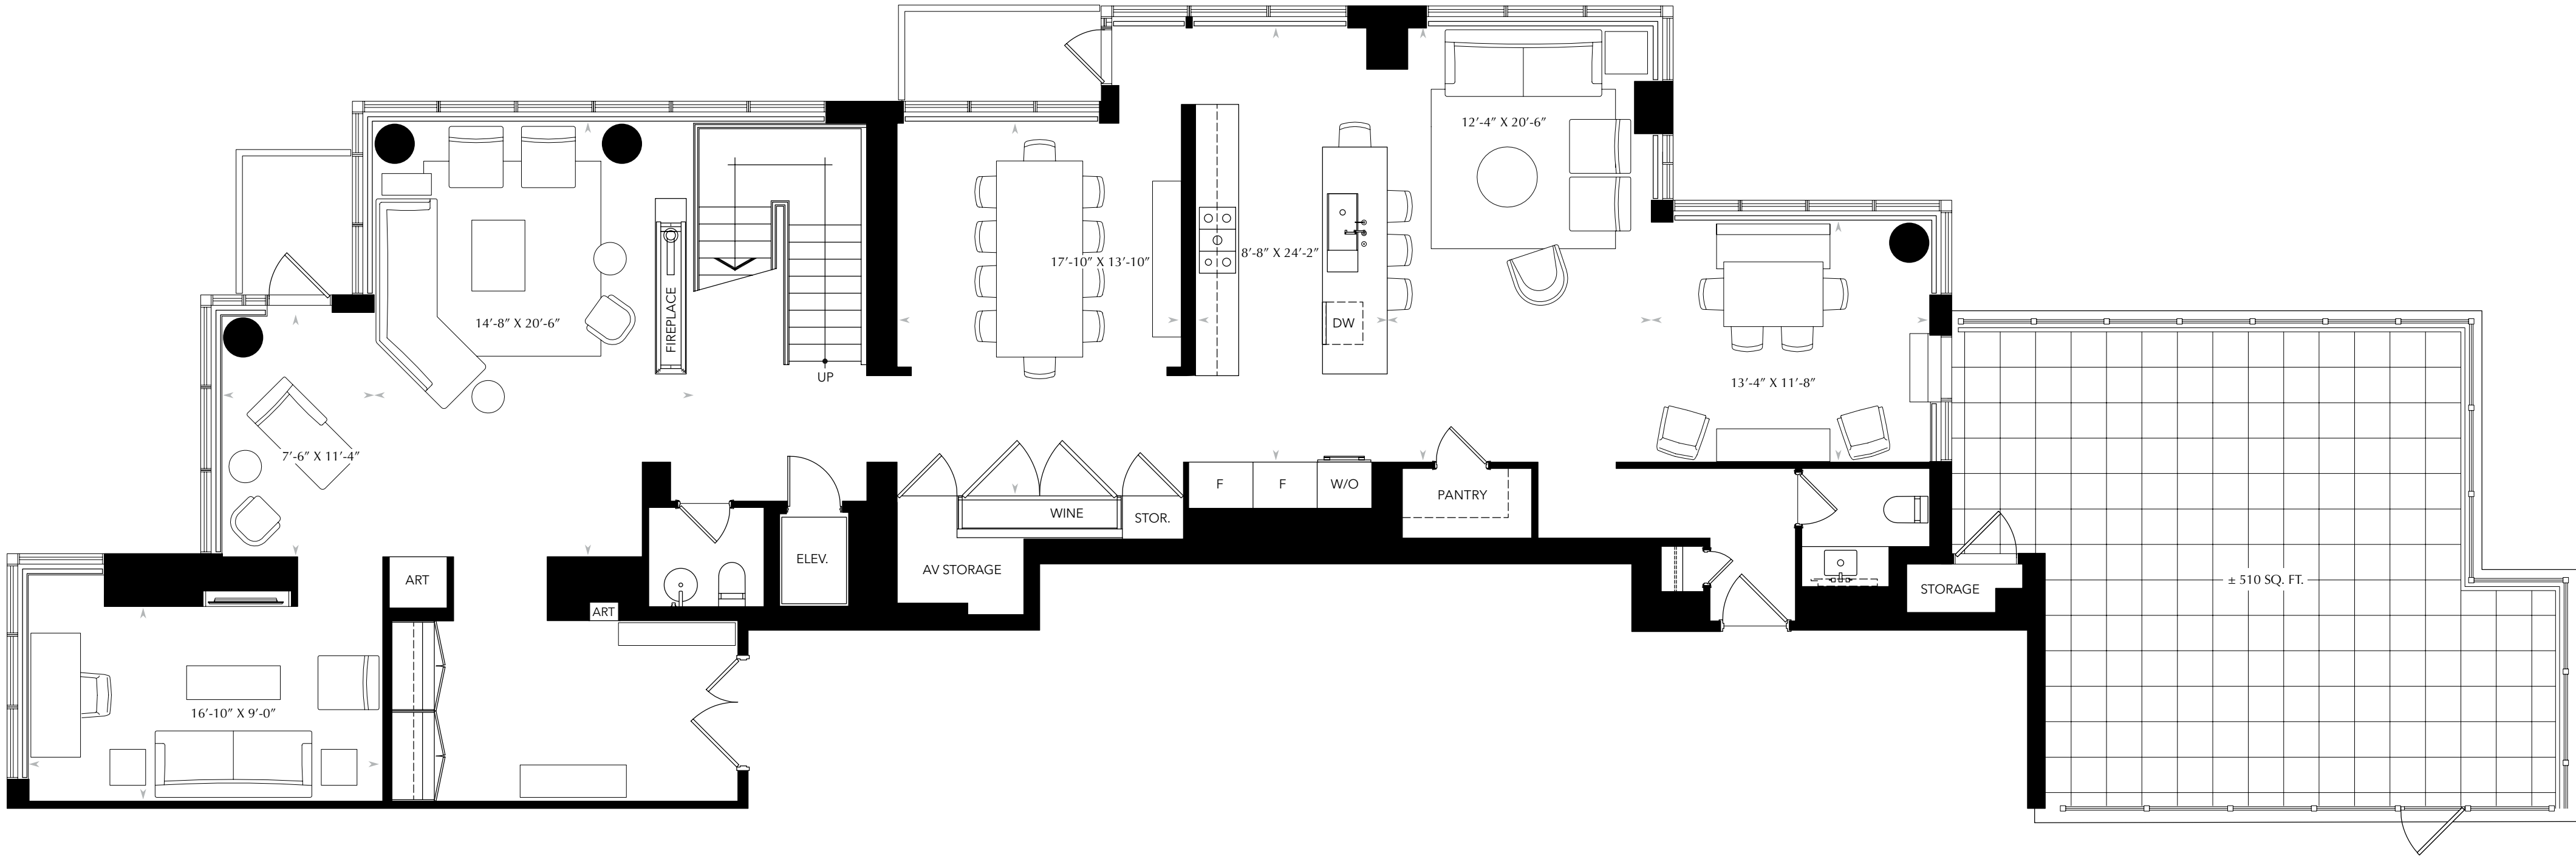 12'-4" X 20'-6"
17'-10" X 13'-10"
8'-8" X 24'-2"
FIREPLACE
14'-8" X 20'-6"
DW
UP
13'-4" X 11'-8"
7'-6" X 11'-4"
F
F
W/O
PANTRY
WINE
STOR.
ELEV.
AV STORAGE
ART
ART
STORAGE
± 510 SQ. FT.
16'-10" X 9'-0"